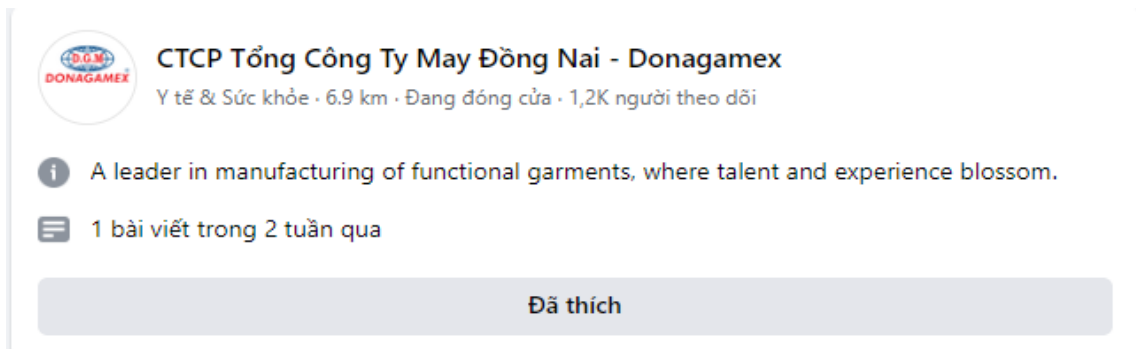 D.G.M
DONAGAMEX
CTCP Tổng Công Ty May Đồng Nai - Donagamex
Y tế & Sức khỏe · 6.9 km · Đang đóng cửa · 1,2K người theo dõi
A leader in manufacturing of functional garments, where talent and experience blossom.
1 bài viết trong 2 tuần qua
Đã thích